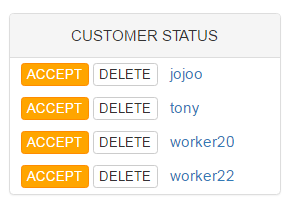 CUSTOMER STATUS
ACCEPT DELETE jojoo
ACCEPT DELETE tony
ACCEPT DELETE worker20
ACCEPT DELETE worker22